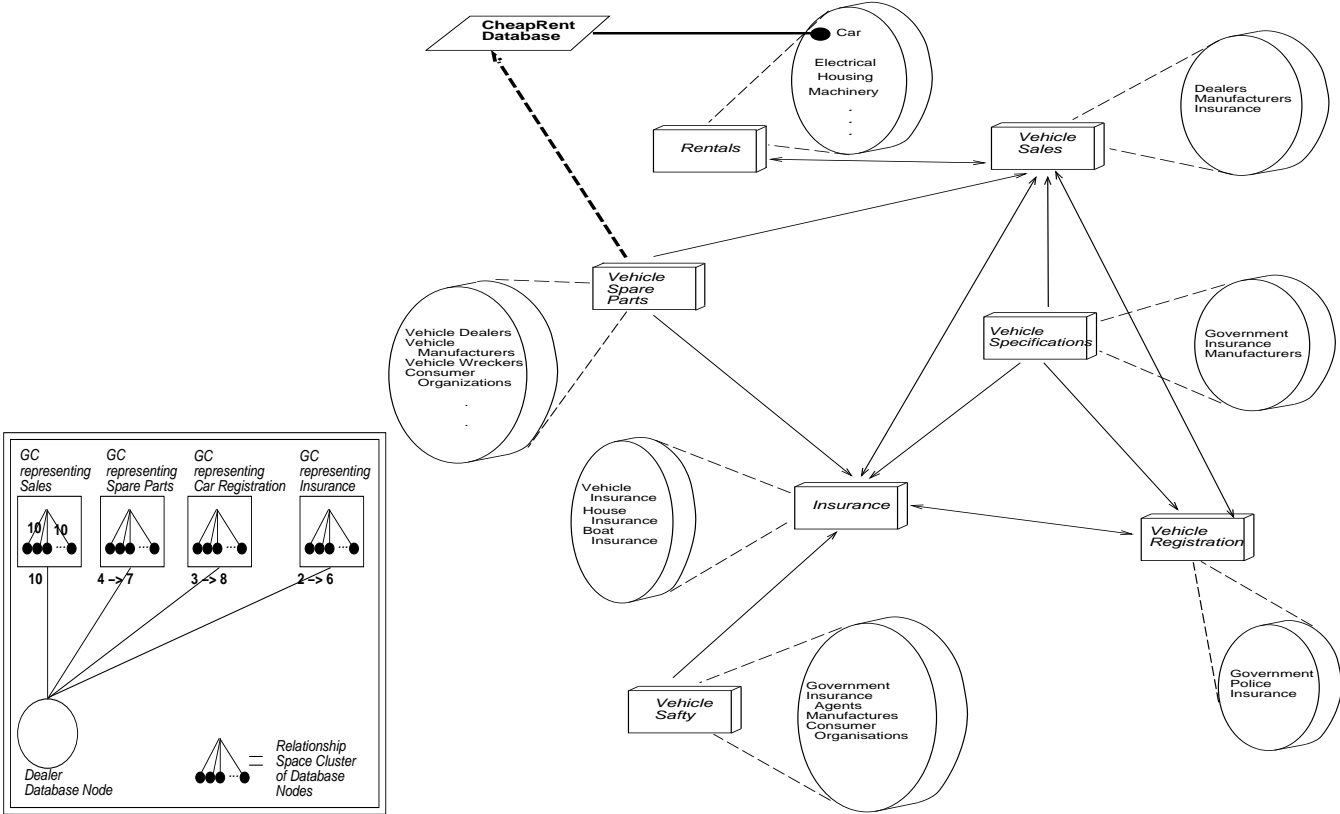 CheapRent
Database
Car
Electrical
Housing
Machinery
.
.
.
Rentals
Vehicle
Sales
Dealers
Manufacturers
Insurance
Vehicle
Spare
Parts
Vehicle Dealers
Vehicle
Manufacturers
Vehicle Wreckers
Consumer
Organizations
.
.
Vehicle
Specifications
Government
Insurance
Manufacturers
Vehicle
Insurance
House
Insurance
Boat
Insurance
Insurance
Vehicle
Registration
Government
Police
Insurance
Vehicle
Safty
Government
Insurance
Agents
Manufactures
Consumer
Organisations
GC
representing
Sales
GC
representing
Spare Parts
GC
representing
Car Registration
GC
representing
Insurance
10 10
10
4 -> 7
3 -> 8
2 -> 6
Dealer
Database Node
Relationship
Space Cluster
of Database
Nodes